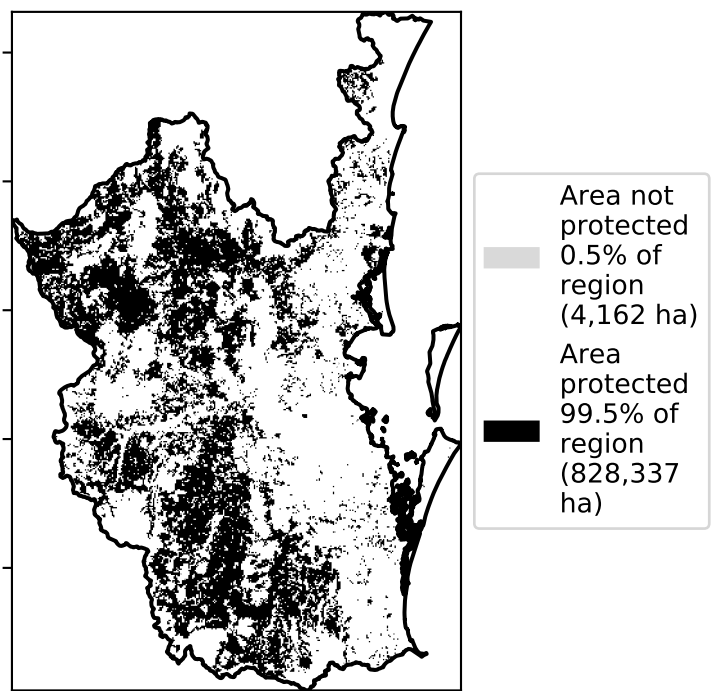 Area not
protected
0.5% of
region
(4,162 ha)
Area
protected
99.5% of
region
(828,337
ha)